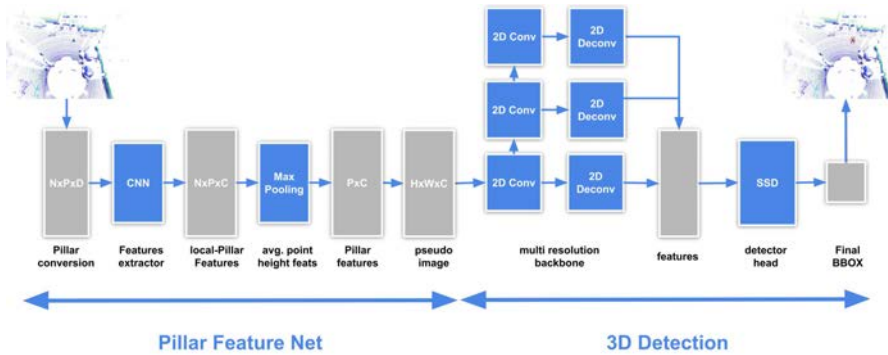 2D Conv
2D
Deconv
2D Conv
2D
Deconv
NxPxD
CNN
NxPxC
Max
Pooling
PxC
HxWxC
2D Conv
2D
Deconv
SSD
Pillar
conversion
Features
extractor
local-Pillar
Features
avg. point
height feats
Pillar
features
pseudo
image
multi resolution
backbone
features
detector
head
Final
BBOX
Pillar Feature Net
3D Detection